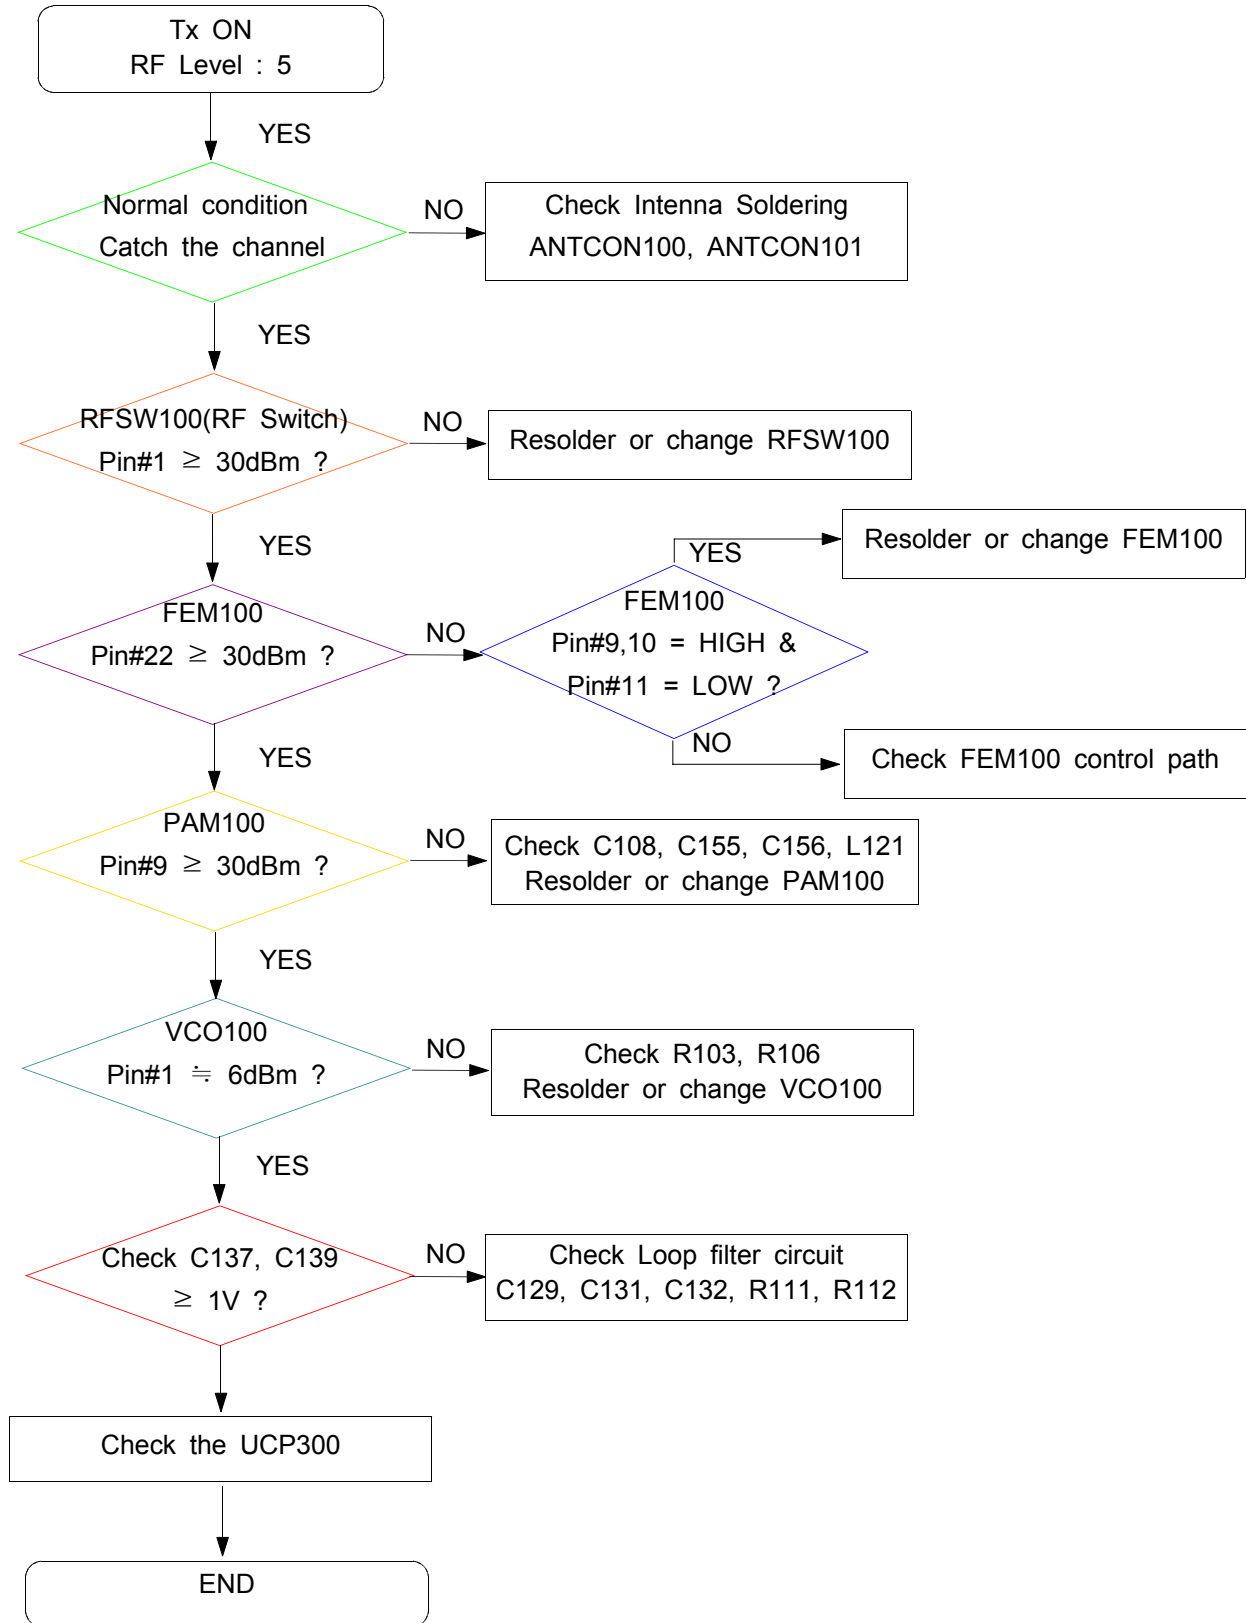 Tx ON
RF Level : 5
YES
Normal condition
Catch the channel
NO
Check Intenna Soldering
ANTCON100, ANTCON101
YES
RFSW100(RF Switch)
Pin#1 ≥ 30dBm ?
NO
Resolder or change RFSW100
YES
FEM100
Pin#22 ≥ 30dBm ?
NO
FEM100
Pin#9,10 = HIGH &
Pin#11 = LOW ?
YES
Resolder or change FEM100
NO
Check FEM100 control path
YES
PAM100
Pin#9 ≥ 30dBm ?
NO
Check C108, C155, C156, L121
Resolder or change PAM100
YES
VCO100
Pin#1 ≒ 6dBm ?
NO
Check R103, R106
Resolder or change VCO100
YES
Check C137, C139
≥ 1V ?
NO
Check Loop filter circuit
C129, C131, C132, R111, R112
Check the UCP300
END